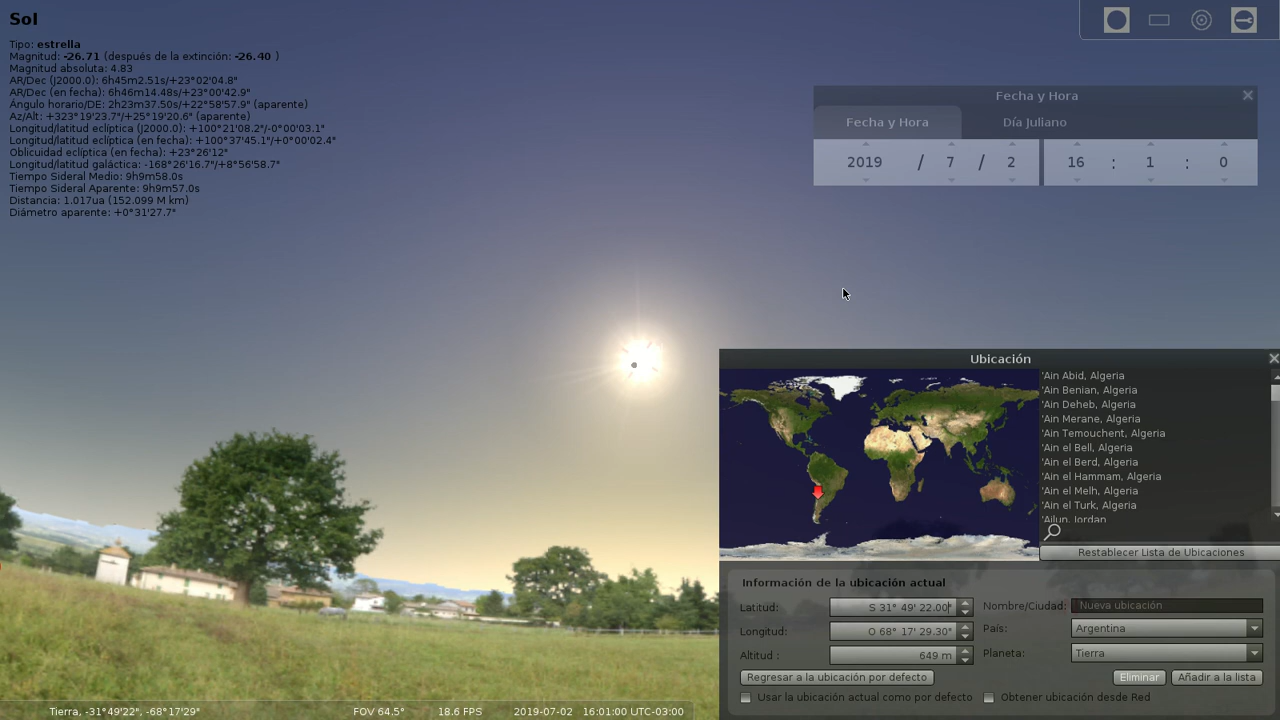 Sol
Tipo: estrella
Magnitud: -26.71 (después de la extinción: -26.40 )
Magnitud absoluta: 4.83
AR/Dec (J2000.0): 6h45m2.51s/+23°02'04.8"
AR/Dec (en fecha): 6h46m14.48s/+23°00'42.9"
Ángulo horario/DE: 2h23m37.50s/+22°58'57.9" (aparente)
Az/Alt: +323°19'23.7"/+25°19'20.6" (aparente)
Longitud/latitud eclíptica (J2000.0): +100°21'08.2"/-0°00'03.1"
Longitud/latitud eclíptica (en fecha): +100°37'45.1"/+0°00'02.4"
Oblicuidad eclíptica (en fecha): +23°26'12"
Longitud/latitud galáctica: -168°26'16.7"/+8°56'58.7"
Tiempo Sideral Medio: 9h9m58.0s
Tiempo Sideral Aparente: 9h9m57.0s
Distancia: 1.017ua (152.099 M km)
Diámetro aparente: +0°31'27.7"
Fecha y Hora
Fecha y Hora Día Juliano
2019 / 7 / 2 16 : 1 : 0
Ubicación
'Ain Abid, Algeria
'Ain Benian, Algeria
'Ain Deheb, Algeria
'Ain Merane, Algeria
'Ain Temouchent, Algeria
'Ain el Bell, Algeria
'Ain el Berd, Algeria
'Ain el Hammam, Algeria
'Ain el Melh, Algeria
'Ain el Turk, Algeria
'Ajlun, Jordan
Restablecer Lista de Ubicaciones
Información de la ubicación actual
Latitud: S 31° 49' 22.00" Nombre/Ciudad: Nueva ubicación
Longitud: O 68° 17' 29.30" País: Argentina
Altitud : 649 m Planeta: Tierra
Regresar a la ubicación por defecto Eliminar Añadir a la lista
Usar la ubicación actual como por defecto Obtener ubicación desde Red
Tierra, -31°49'22", -68°17'29" FOV 64.5° 18.6 FPS 2019-07-02 16:01:00 UTC-03:00